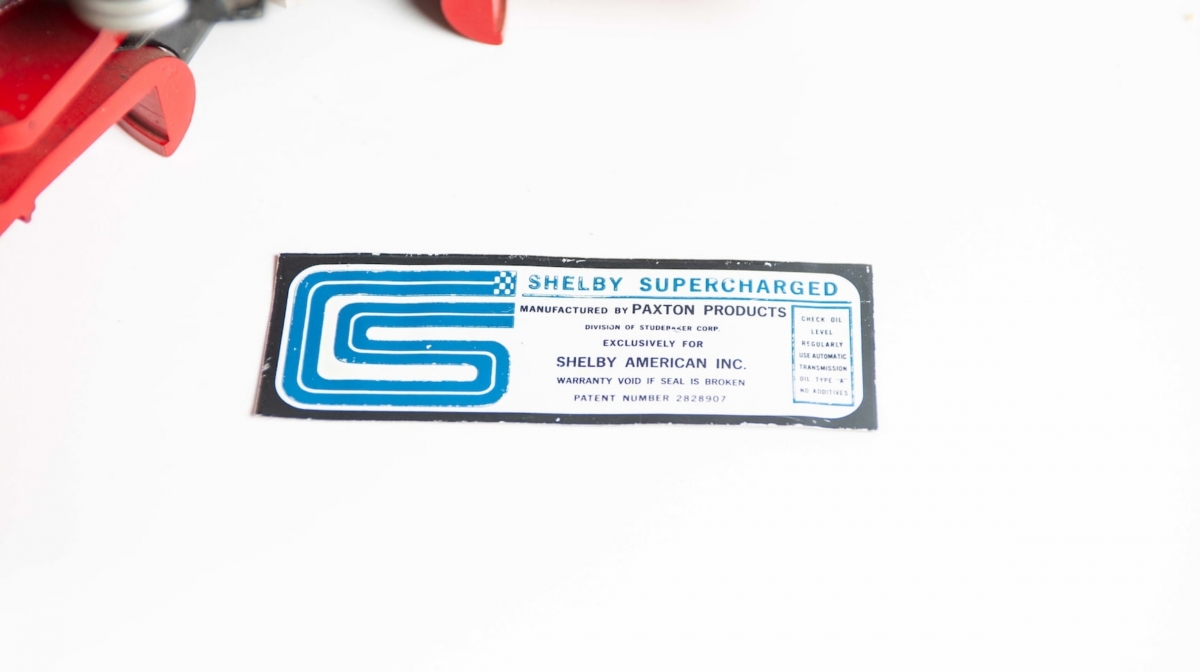 SHELBY SUPERCHARGED
MANUFACTURED BY PAXTON PRODUCTS
DIVISION OF STUDEBAKER CORP.
EXCLUSIVELY FOR
SHELBY AMERICAN INC.
WARRANTY VOID IF SEAL IS BROKEN
PATENT NUMBER 2828907
CHECK OIL
LEVEL
REGULARLY
USE AUTOMATIC
TRANSMISSION
OIL TYPE "A"
NO ADDITIVES